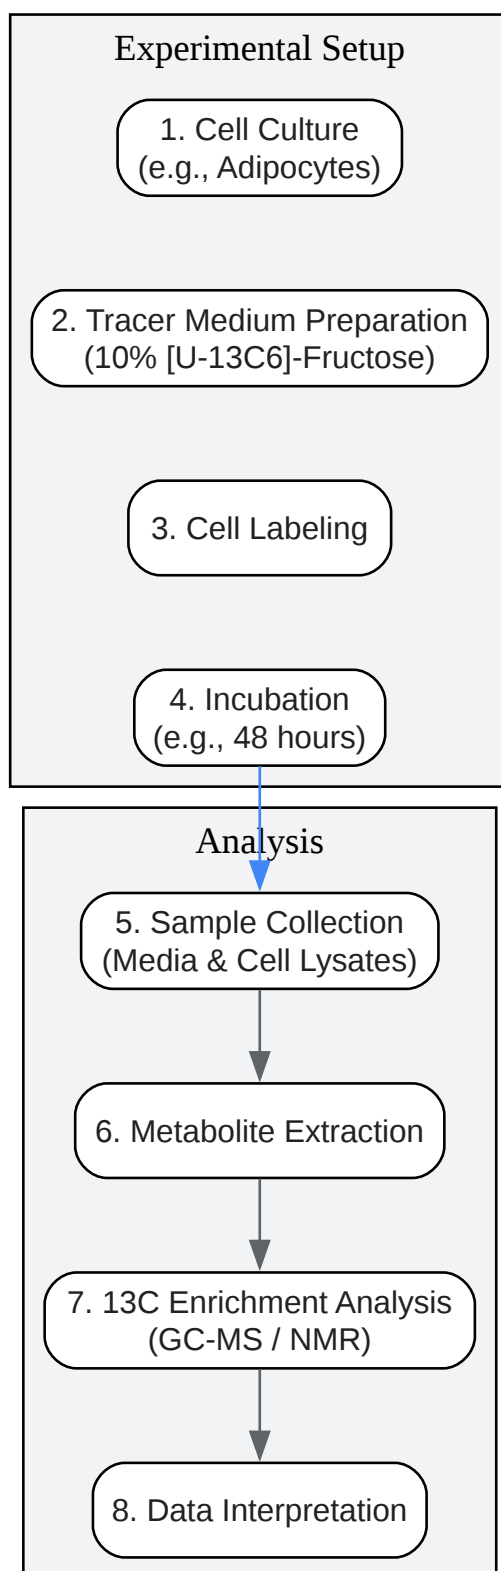 Experimental Setup
1. Cell Culture
(e.g., Adipocytes)
2. Tracer Medium Preparation
(10% [U-13C6]-Fructose)
3. Cell Labeling
4. Incubation
(e.g., 48 hours)
Analysis
5. Sample Collection
(Media & Cell Lysates)
6. Metabolite Extraction
7. 13C Enrichment Analysis
(GC-MS / NMR)
8. Data Interpretation